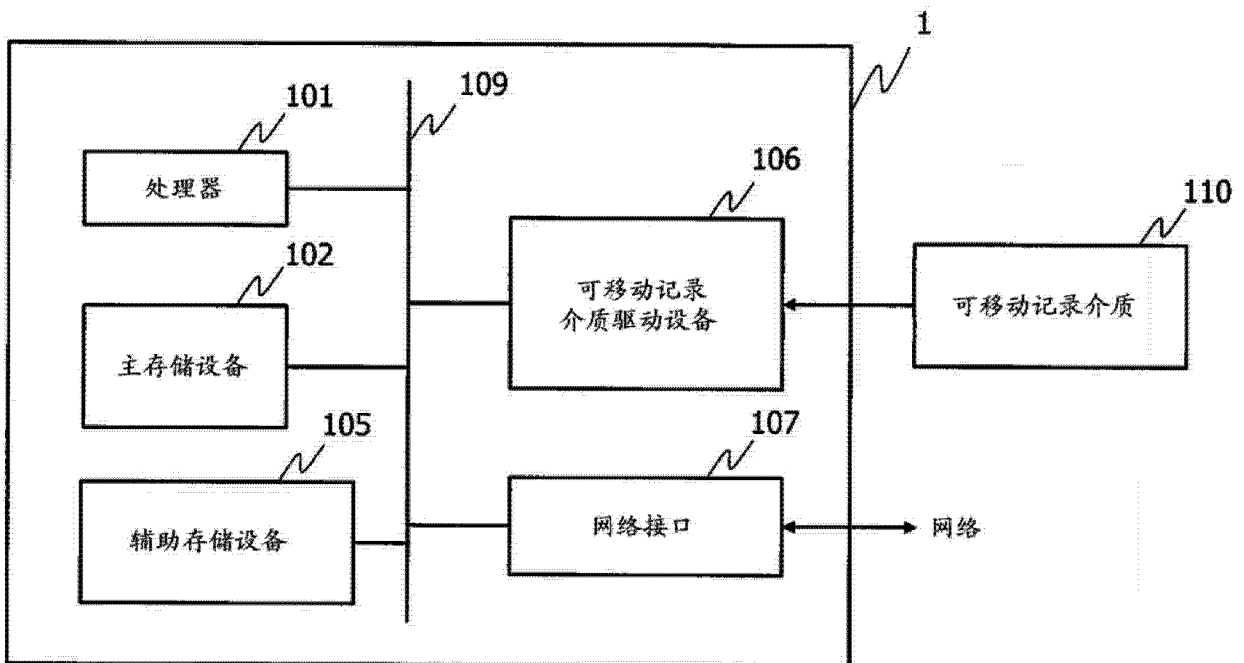 1
101
109
处理器
106
110
102
可移动记录
介质驱动设备
可移动记录介质
主存储设备
105
107
辅助存储设备
网络接口
网络